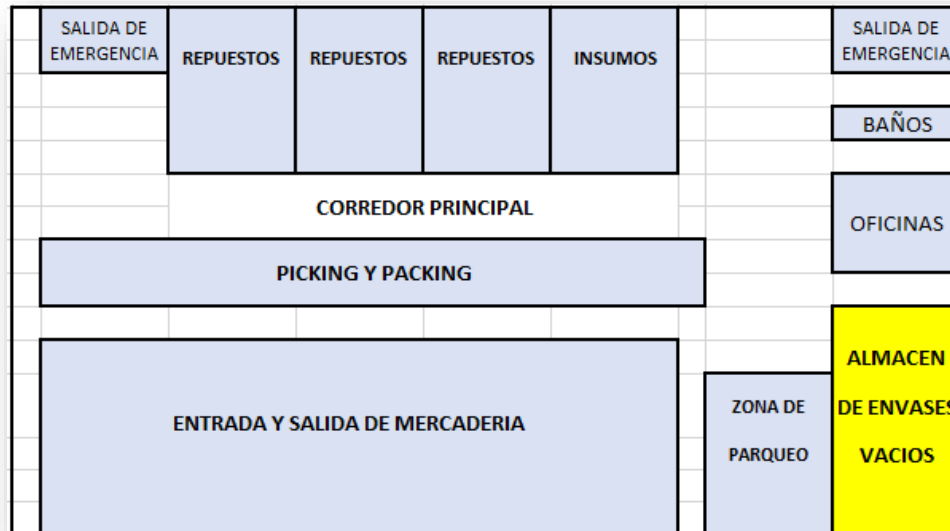 SALIDA DE
EMERGENCIA
REPUESTOS
REPUESTOS
REPUESTOS
INSUMOS
SALIDA DE
EMERGENCIA
BAÑOS
CORREDOR PRINCIPAL
OFICINAS
PICKING Y PACKING
ENTRADA Y SALIDA DE MERCADERIA
ZONA DE
PARQUEO
ALMACEN
DE ENVASES
VACIOS